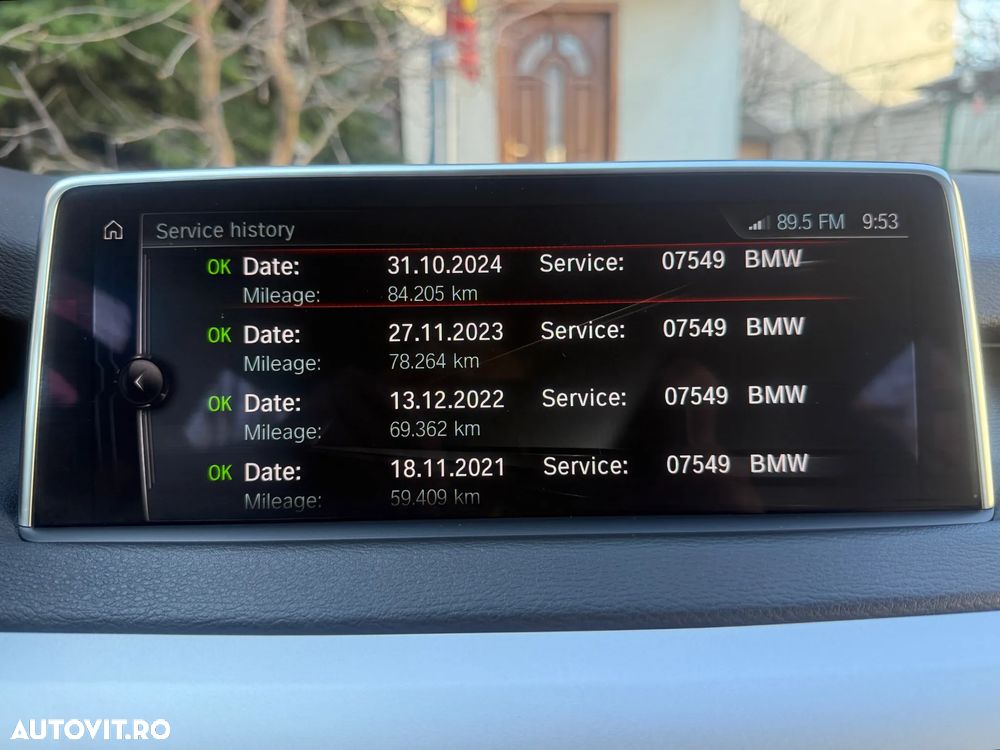 Service history 89.5 FM 9:53
OK Date: 31.10.2024 Service: 07549 BMW
Mileage: 84.205 km
OK Date: 27.11.2023 Service: 07549 BMW
Mileage: 78.264 km
OK Date: 13.12.2022 Service: 07549 BMW
Mileage: 69.362 km
OK Date: 18.11.2021 Service: 07549 BMW
Mileage: 59.409 km
AUTOVIT.RO